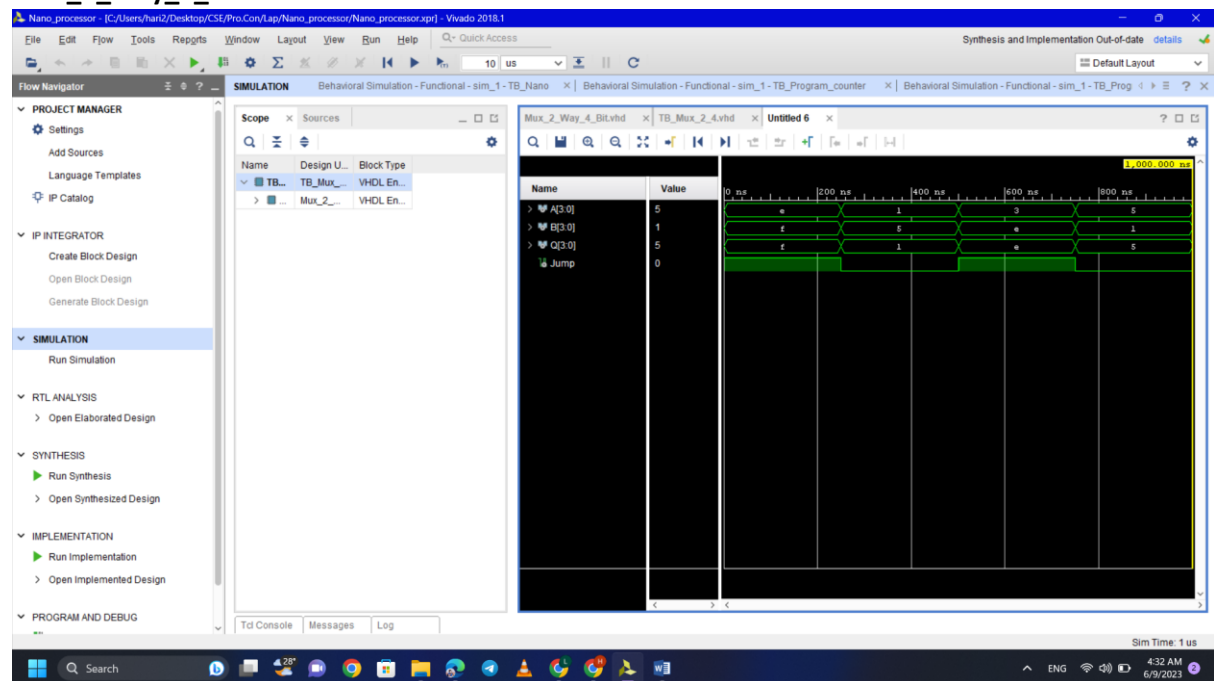 Nano_processor - [C:/Users/hari2/Desktop/CSE/Pro.Con/Lap/Nano_processor/Nano_processor.xpr] - Vivado 2018.1
File Edit Flow Tools Reports Window Layout View Run Help Quick Access
Synthesis and Implementation Out-of-date details
10 us
Default Layout
Flow Navigator
SIMULATION Behavioral Simulation - Functional - sim_1 - TB_Nano Behavioral Simulation - Functional - sim_1 - TB_Program_counter Behavioral Simulation - Functional - sim_1 - TB_Prog
PROJECT MANAGER
Settings
Add Sources
Language Templates
IP Catalog
IP INTEGRATOR
Create Block Design
Open Block Design
Generate Block Design
SIMULATION
Run Simulation
RTL ANALYSIS
Open Elaborated Design
SYNTHESIS
Run Synthesis
Open Synthesized Design
IMPLEMENTATION
Run Implementation
Open Implemented Design
PROGRAM AND DEBUG
Scope Sources
Name Design U... Block Type
TB... TB_Mux_... VHDL En...
... Mux_2_... VHDL En...
Mux_2_Way_4_Bit.vhd TB_Mux_2_4.vhd Untitled 6
1,000.000 ns
Name Value 0 ns 200 ns 400 ns 600 ns 800 ns
A[3:0] 5 e 1 3 5
B[3:0] 1 f 5 e 1
Q[3:0] 5 f 1 e 5
Jump 0
Tcl Console Messages Log
Sim Time: 1 us
Search 28° ENG 4:32 AM
6/9/2023 2